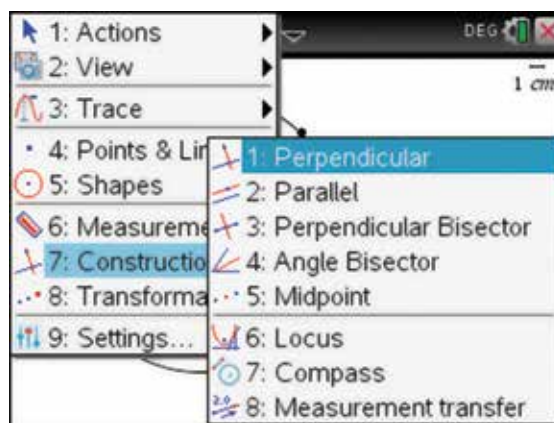 DEG
1 cm
1: Actions
2: View
3: Trace
4: Points & Lin
5: Shapes
6: Measureme
7: Constructio
8: Transforma
9: Settings...
1: Perpendicular
2: Parallel
3: Perpendicular Bisector
4: Angle Bisector
5: Midpoint
6: Locus
7: Compass
2.0
8: Measurement transfer